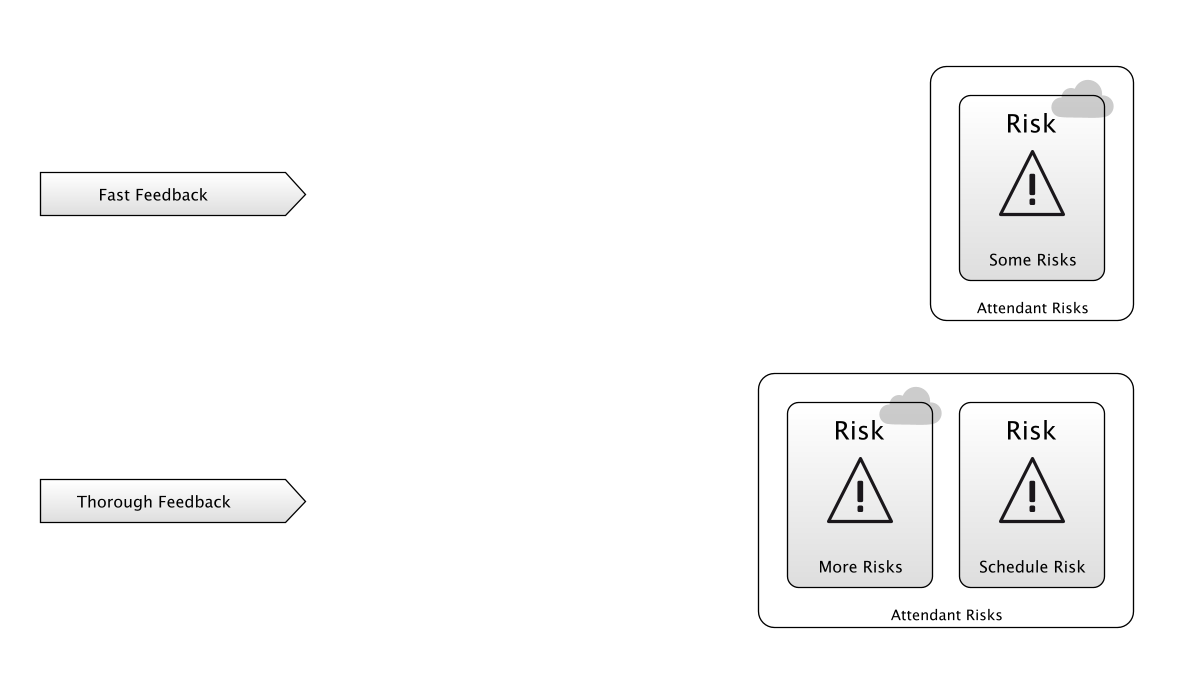 Risk
Fast Feedback
Some Risks
Attendant Risks
Risk
Risk
Thorough Feedback
More Risks
Schedule Risk
Attendant Risks